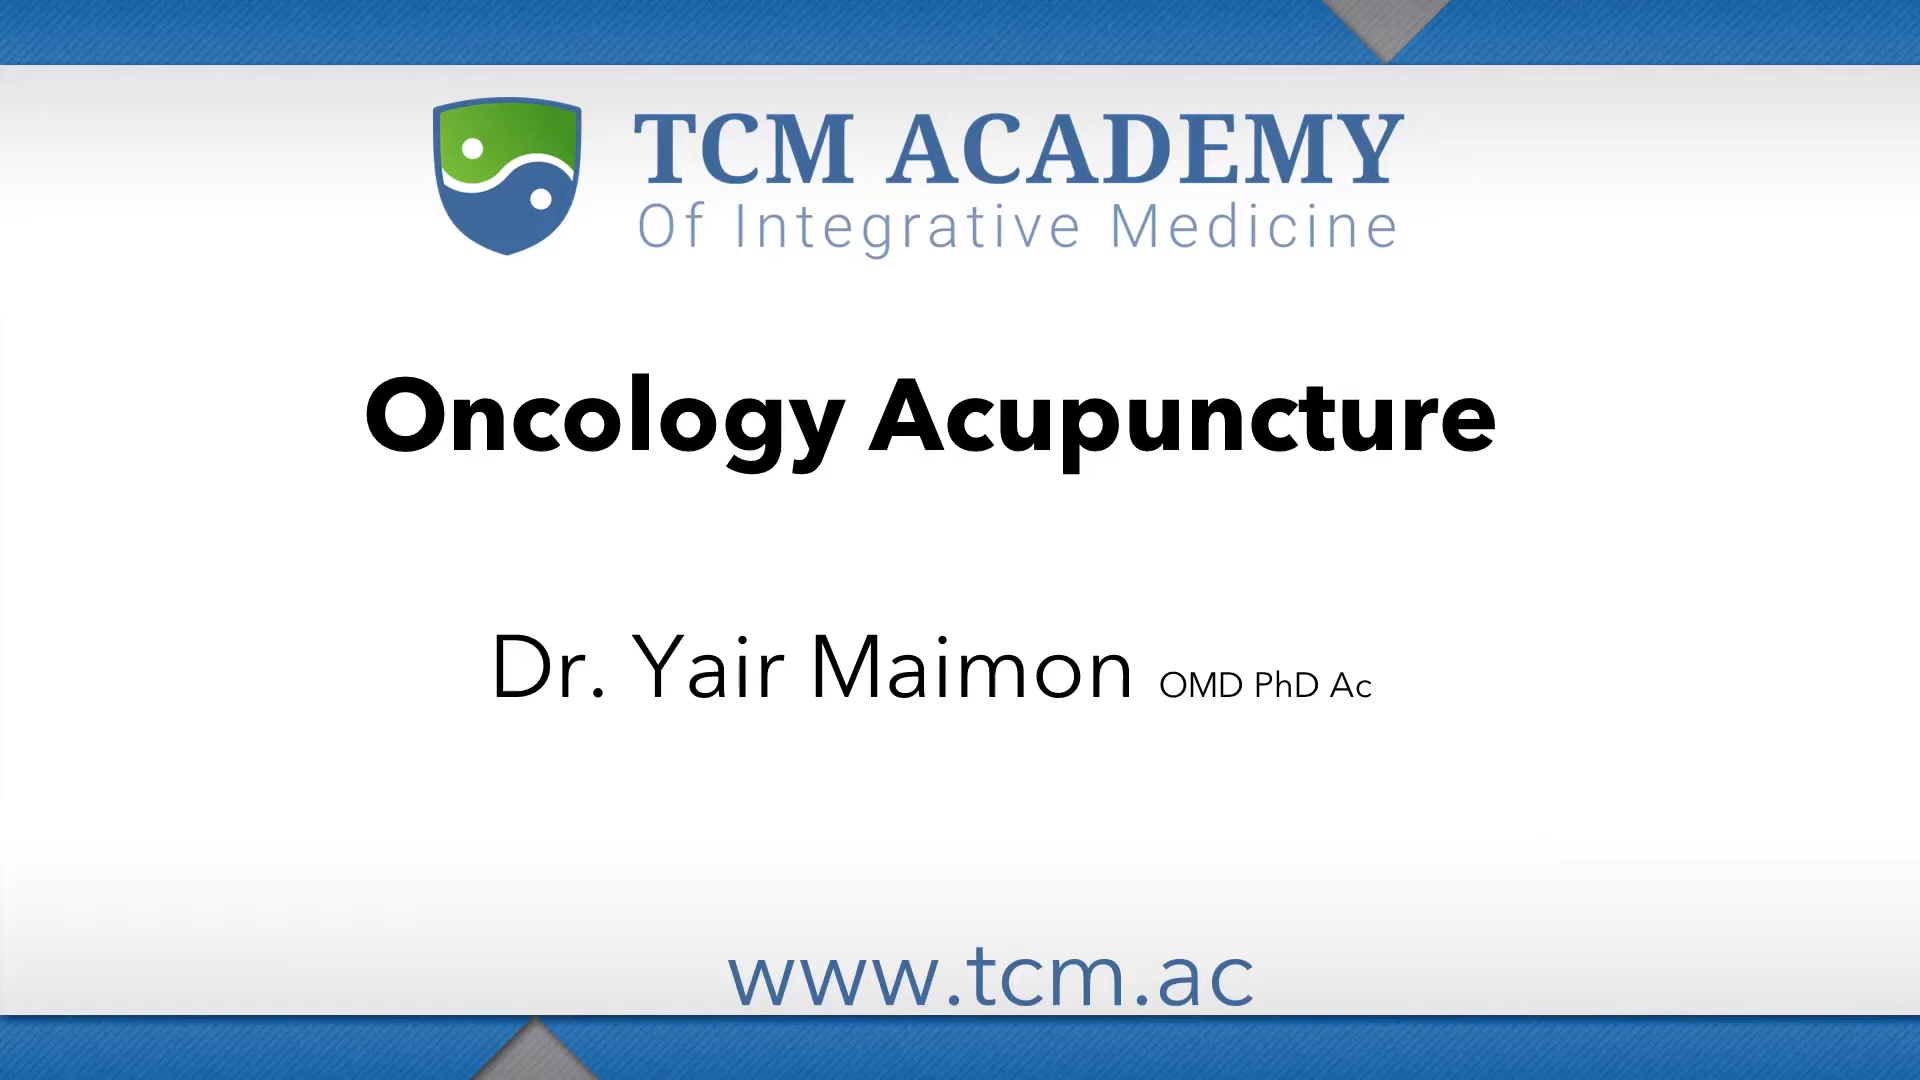 TCM ACADEMY
Of Integrative Medicine
Oncology Acupuncture
Dr. Yair Maimon OMD PhD Ac
www.tcm.ac